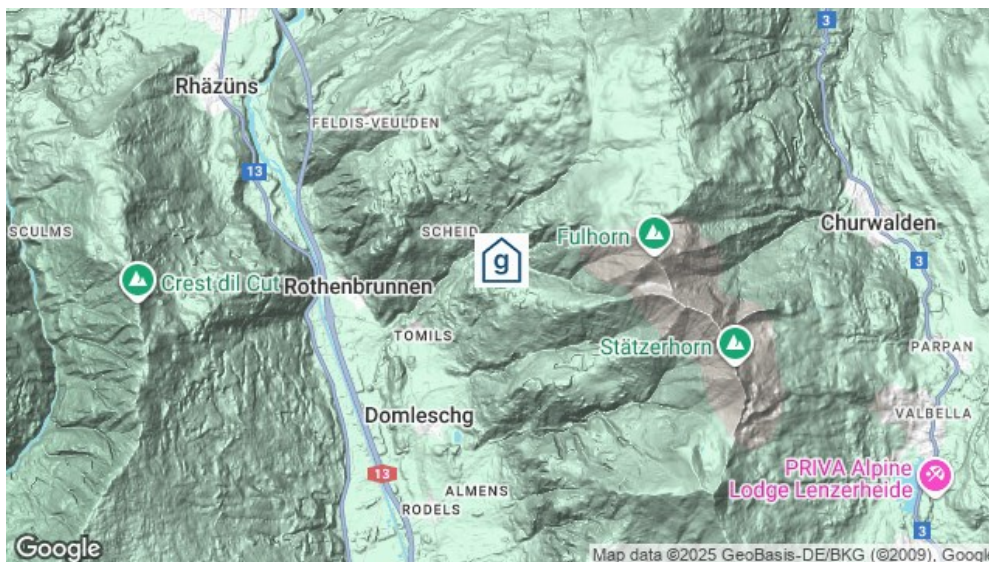 3
Rhäzüns
FELDIS-VEULDEN
13
SCULMS
SCHEID
Fulhorn
Churwalden
g
3
Crest dil Cut
Rothenbrunnen
TOMILS
Stätzerhorn
PARPAN
Domleschg
VALBELLA
13
PRIVA Alpine
Lodge Lenzerheide
ALMENS
RODELS
3
Google
Map data ©2025 GeoBasis-DE/BKG (©2009), Google